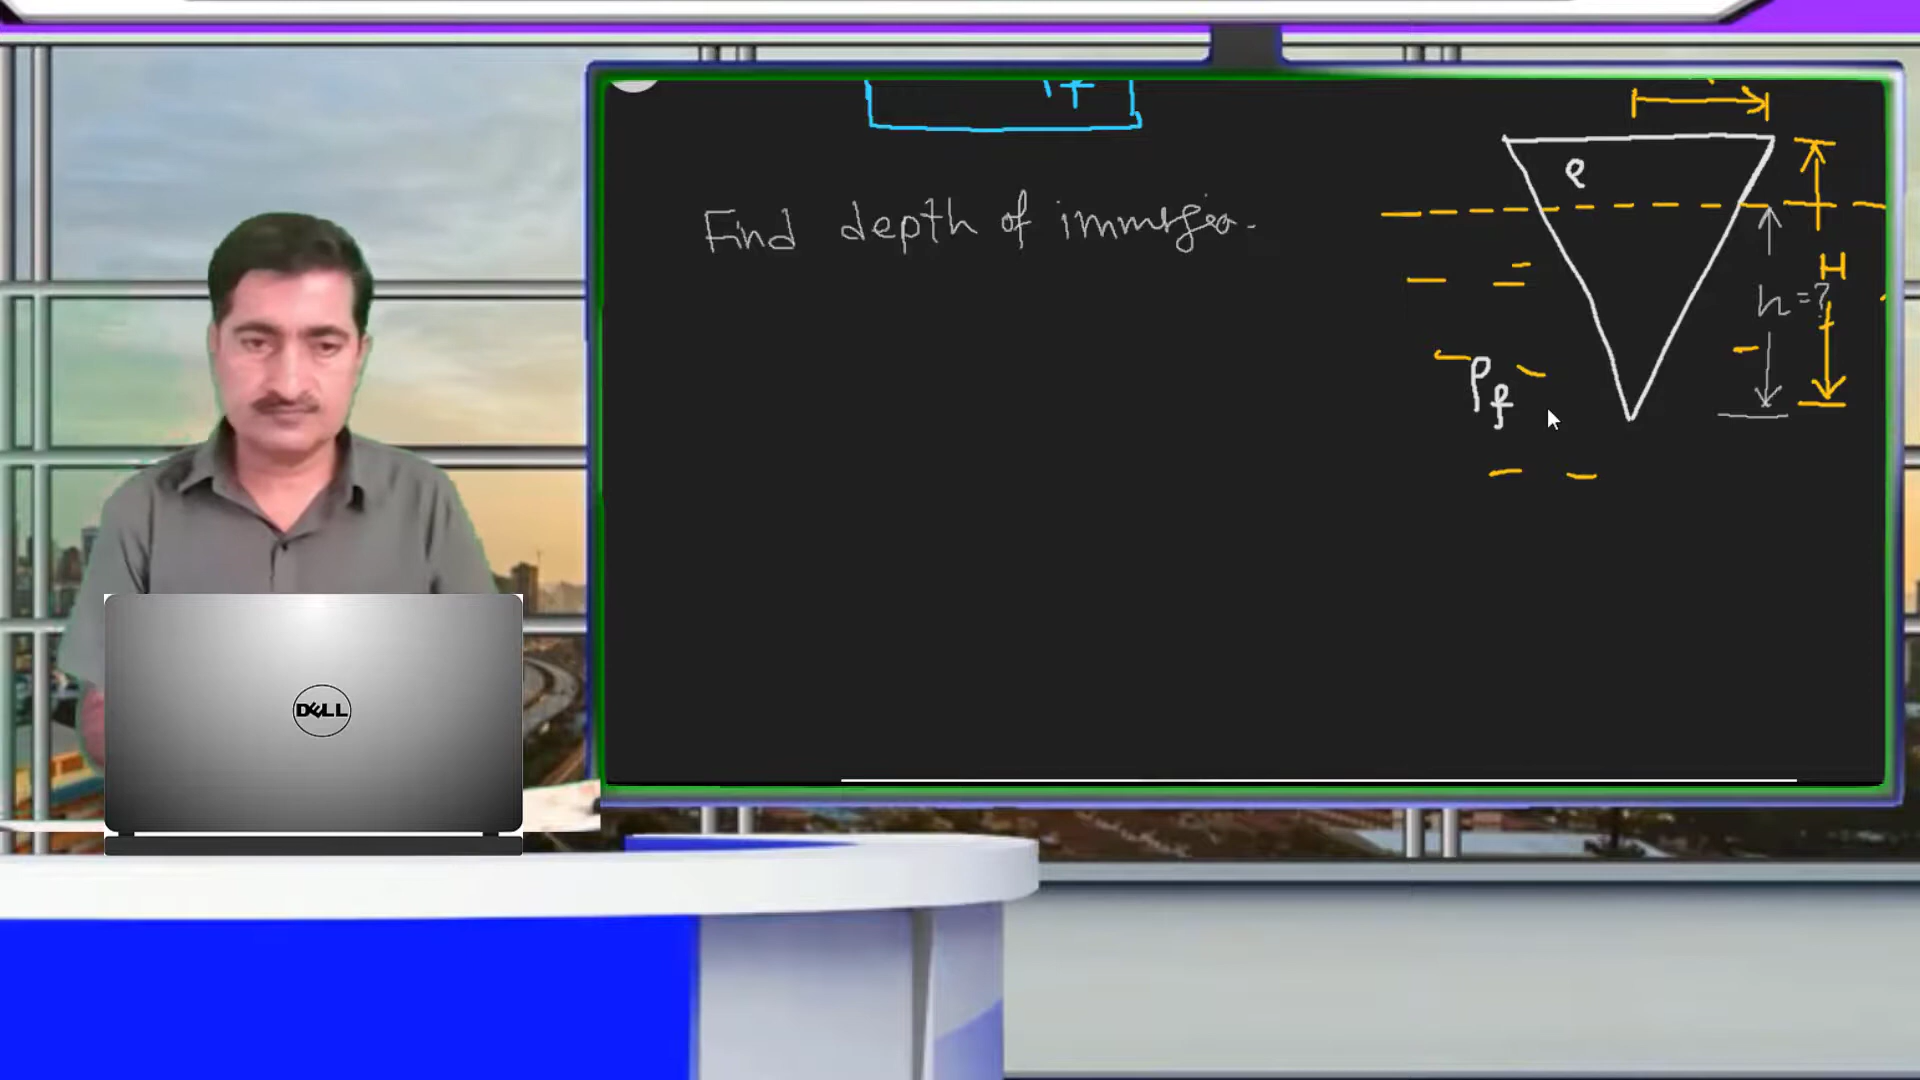 Find depth of immersion.
ρ
H
h = ?
ρf
DELL